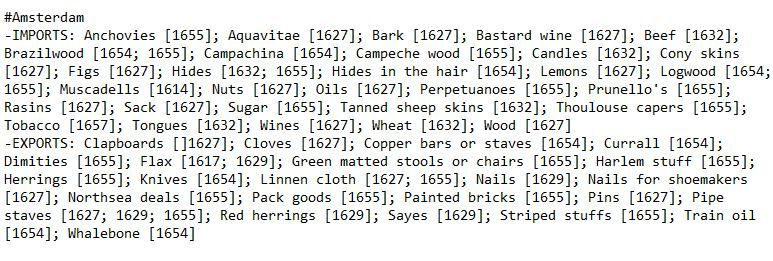 #Amsterdam
-IMPORTS: Anchovies [1655]; Aquavitae [1627]; Bark [1627]; Bastard wine [1627]; Beef [1632];
Brazilwood [1654; 1655]; Campachina [1654]; Campeche wood [1655]; Candles [1632]; Cony skins
[1627]; Figs [1627]; Hides [1632; 1655]; Hides in the hair [1654]; Lemons [1627]; Logwood [1654;
1655]; Muscadells [1614]; Nuts [1627]; Oils [1627]; Perpetuanoes [1655]; Prunello's [1655];
Rasins [1627]; Sack [1627]; Sugar [1655]; Tanned sheep skins [1632]; Thoulouse capers [1655];
Tobacco [1657]; Tongues [1632]; Wines [1627]; Wheat [1632]; Wood [1627]
-EXPORTS: Clapboards []1627]; Cloves [1627]; Copper bars or staves [1654]; Currall [1654];
Dimities [1655]; Flax [1617; 1629]; Green matted stools or chairs [1655]; Harlem stuff [1655];
Herrings [1655]; Knives [1654]; Linnen cloth [1627; 1655]; Nails [1629]; Nails for shoemakers
[1627]; Northsea deals [1655]; Pack goods [1655]; Painted bricks [1655]; Pins [1627]; Pipe
staves [1627; 1629; 1655]; Red herrings [1629]; Sayes [1629]; Striped stuffs [1655]; Train oil
[1654]; Whalebone [1654]